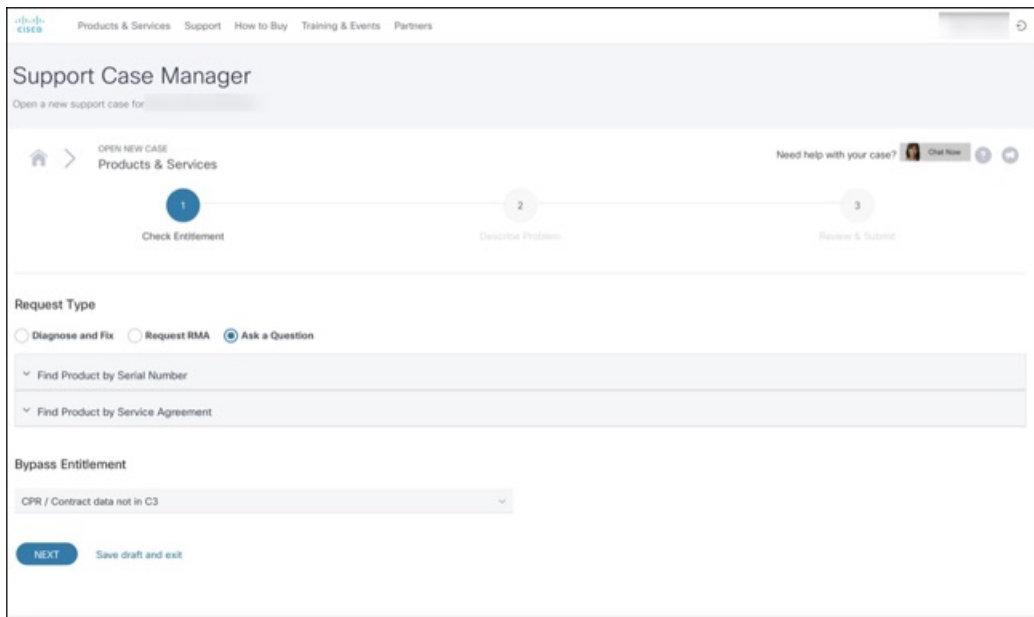 CISCO
Products & Services Support How to Buy Training & Events Partners
Support Case Manager
Open a new support case for
OPEN NEW CASE
Products & Services
Need help with your case? Chat Now ?
1 2 3
Check Entitlement Describe Problem Review & Submit
Request Type
Diagnose and Fix Request RMA Ask a Question
Find Product by Serial Number
Find Product by Service Agreement
Bypass Entitlement
CPR / Contract data not in C3
NEXT Save draft and exit